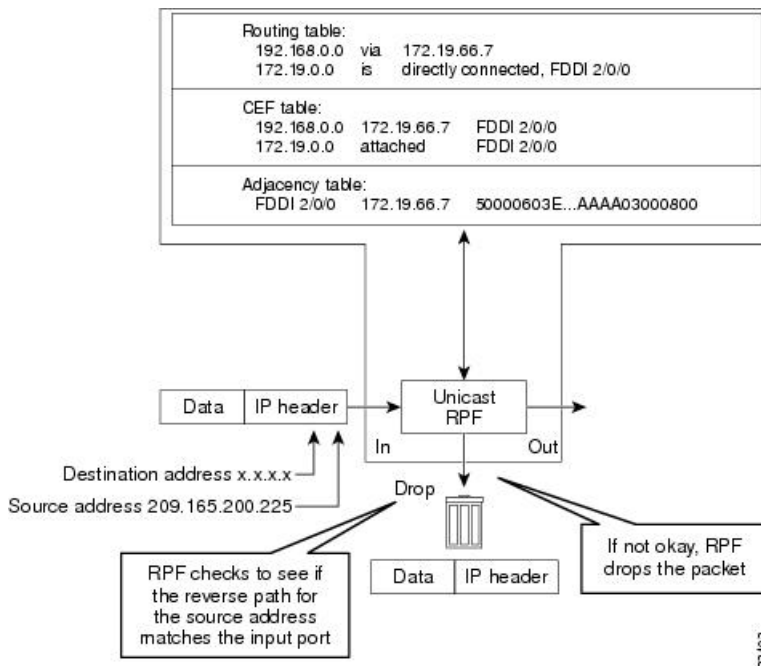 Routing table:
192.168.0.0 via 172.19.66.7
172.19.0.0 is directly connected, FDDI 2/0/0
CEF table:
192.168.0.0 172.19.66.7 FDDI 2/0/0
172.19.0.0 attached FDDI 2/0/0
Adjacency table:
FDDI 2/0/0 172.19.66.7 50000603E...AAAA03000800
Data IP header
Unicast
RPF
In Out
Destination address x.x.x.x
Source address 209.165.200.225
Drop
RPF checks to see if
the reverse path for
the source address
matches the input port
Data IP header
If not okay, RPF
drops the packet